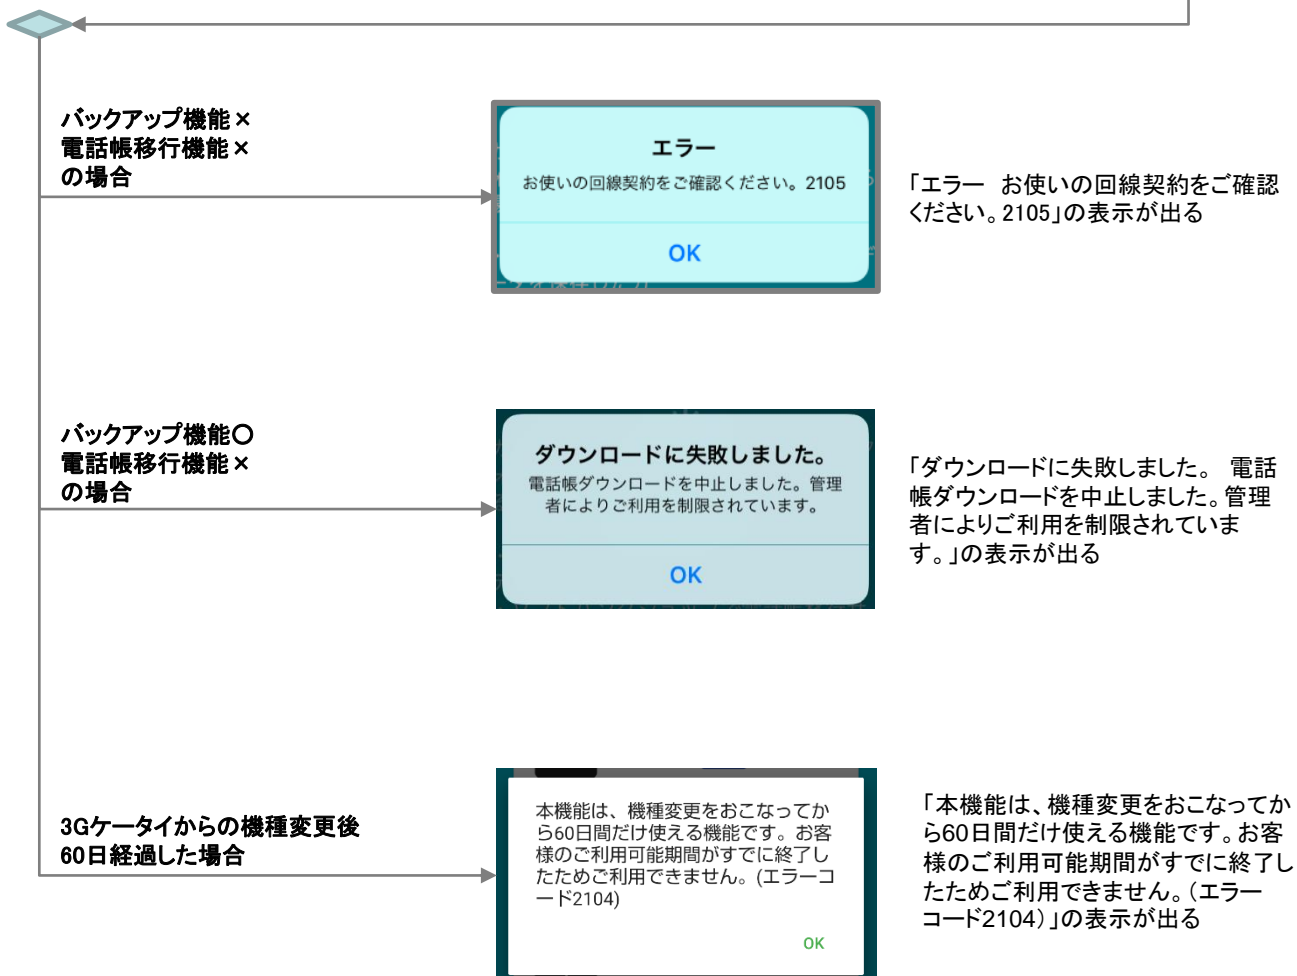 バックアップ機能×
電話帳移行機能×
の場合
エラー
お使いの回線契約をご確認ください。2105
OK
「エラー　お使いの回線契約をご確認
ください。2105」の表示が出る
バックアップ機能○
電話帳移行機能×
の場合
ダウンロードに失敗しました。
電話帳ダウンロードを中止しました。管理
者によりご利用を制限されています。
OK
「ダウンロードに失敗しました。　電話
帳ダウンロードを中止しました。管理
者によりご利用を制限されていま
す。」の表示が出る
3Gケータイからの機種変更後
60日経過した場合
本機能は、機種変更をおこなってか
ら60日間だけ使える機能です。お客
様のご利用可能期間がすでに終了し
たためご利用できません。(エラーコ
ード2104)
OK
「本機能は、機種変更をおこなってか
ら60日間だけ使える機能です。お客
様のご利用可能期間がすでに終了し
たためご利用できません。（エラー
コード2104）」の表示が出る